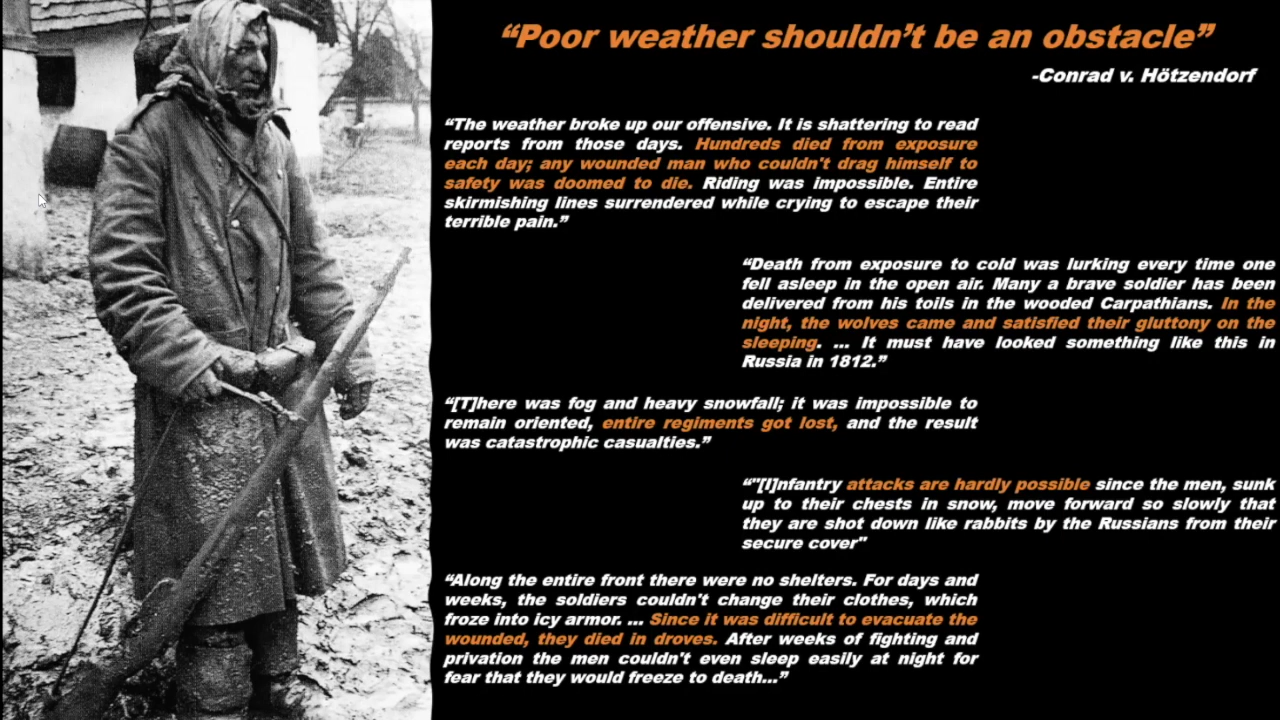 “Poor weather shouldn’t be an obstacle”
-Conrad v. Hötzendorf
“The weather broke up our offensive. It is shattering to read
reports from those days. Hundreds died from exposure
each day; any wounded man who couldn't drag himself to
safety was doomed to die. Riding was impossible. Entire
skirmishing lines surrendered while crying to escape their
terrible pain.”
“Death from exposure to cold was lurking every time one
fell asleep in the open air. Many a brave soldier has been
delivered from his toils in the wooded Carpathians. In the
night, the wolves came and satisfied their gluttony on the
sleeping. ... It must have looked something like this in
Russia in 1812.”
“[T]here was fog and heavy snowfall; it was impossible to
remain oriented, entire regiments got lost, and the result
was catastrophic casualties.”
“"[I]nfantry attacks are hardly possible since the men, sunk
up to their chests in snow, move forward so slowly that
they are shot down like rabbits by the Russians from their
secure cover"
“Along the entire front there were no shelters. For days and
weeks, the soldiers couldn't change their clothes, which
froze into icy armor. ... Since it was difficult to evacuate the
wounded, they died in droves. After weeks of fighting and
privation the men couldn't even sleep easily at night for
fear that they would freeze to death...”